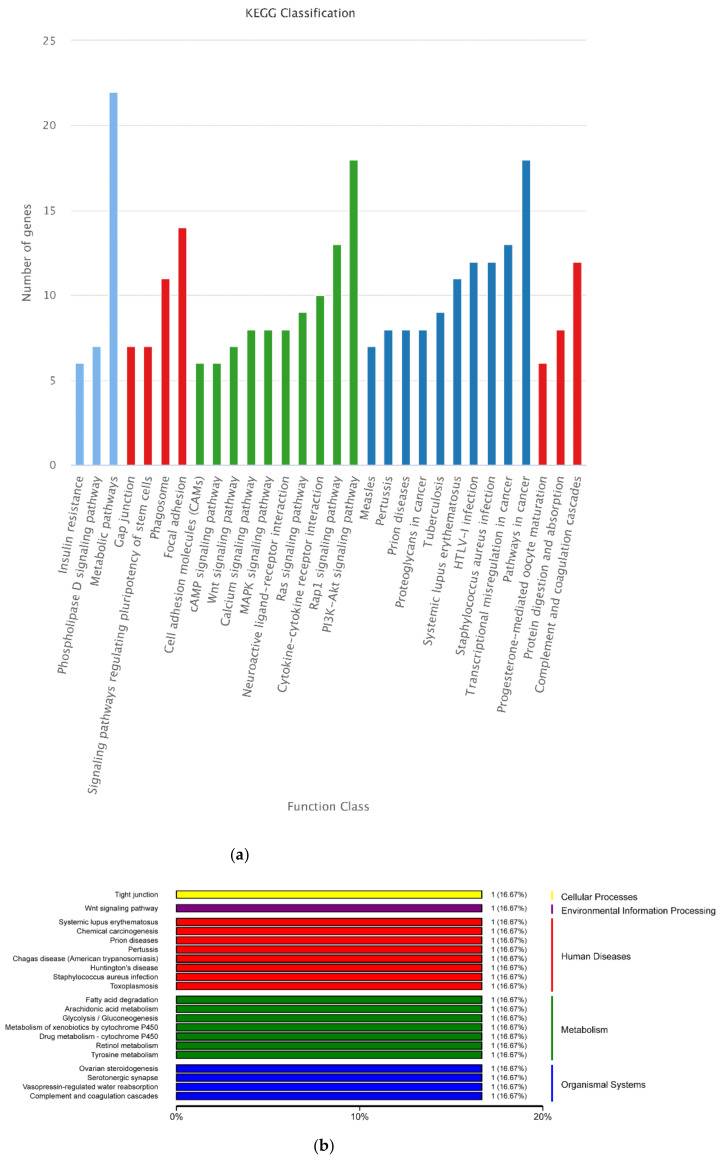 KEGG Classification
25
20
15
10
5
0
Number of genes
Insulin resistance
Phospholipase D signaling pathway
Metabolic pathways
Gap junction
Signaling pathways regulating pluripotency of stem cells
Phagosome
Focal adhesion
Cell adhesion molecules (CAMs)
cAMP signaling pathway
Wnt signaling pathway
Calcium signaling pathway
MAPK signaling pathway
Neuroactive ligand-receptor interaction
Ras signaling pathway
Cytokine-cytokine receptor interaction
Rap1 signaling pathway
PI3K-Akt signaling pathway
Measles
Pertussis
Prion diseases
Proteoglycans in cancer
Tuberculosis
Systemic lupus erythematosus
HTLV-I infection
Staphylococcus aureus infection
Transcriptional misregulation in cancer
Pathways in cancer
Progesterone-mediated oocyte maturation
Protein digestion and absorption
Complement and coagulation cascades
Function Class
(a)
Tight junction 1 (16.67%) Cellular Processes
Wnt signaling pathway 1 (16.67%) Environmental Information Processing
Systemic lupus erythematosus 1 (16.67%)
Chemical carcinogenesis 1 (16.67%)
Prion diseases 1 (16.67%)
Pertussis 1 (16.67%)
Chagas disease (American trypanosomiasis) 1 (16.67%) Human Diseases
Huntington's disease 1 (16.67%)
Staphylococcus aureus infection 1 (16.67%)
Toxoplasmosis 1 (16.67%)
Fatty acid degradation 1 (16.67%)
Arachidonic acid metabolism 1 (16.67%)
Glycolysis / Gluconeogenesis 1 (16.67%)
Metabolism of xenobiotics by cytochrome P450 1 (16.67%) Metabolism
Drug metabolism - cytochrome P450 1 (16.67%)
Retinol metabolism 1 (16.67%)
Tyrosine metabolism 1 (16.67%)
Ovarian steroidogenesis 1 (16.67%)
Serotonergic synapse 1 (16.67%)
Vasopressin-regulated water reabsorption 1 (16.67%) Organismal Systems
Complement and coagulation cascades 1 (16.67%)
0% 10% 20%
(b)